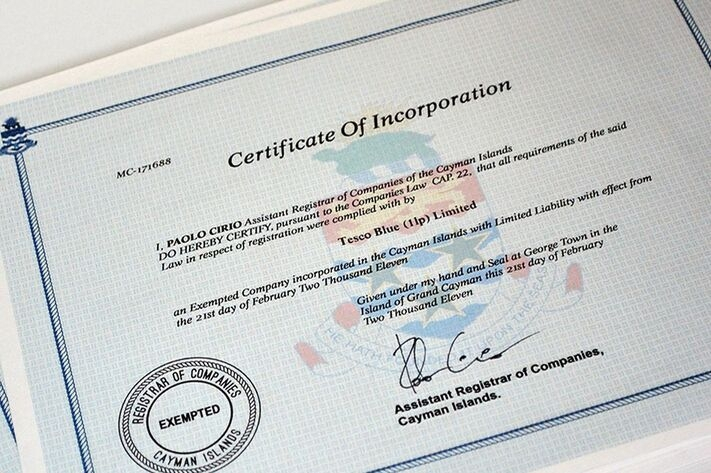 Certificate Of Incorporation
MC-171688
I, PAOLO CIRIO Assistant Registrar of Companies of the Cayman Islands
DO HEREBY CERTIFY, pursuant to the Companies Law CAP. 22, that all requirements of the said
Law in respect of registration were complied with by
Tesco Blue (1lp) Limited
an Exempted Company incorporated in the Cayman Islands with Limited Liability with effect from
the 21st day of February Two Thousand Eleven
Given under my hand and Seal at George Town in the
Island of Grand Cayman this 21st day of February
Two Thousand Eleven
HE HATH
Assistant Registrar of Companies,
Cayman Islands.
REGISTRAR OF COMPANIES
EXEMPTED
CAYMAN ISLANDS